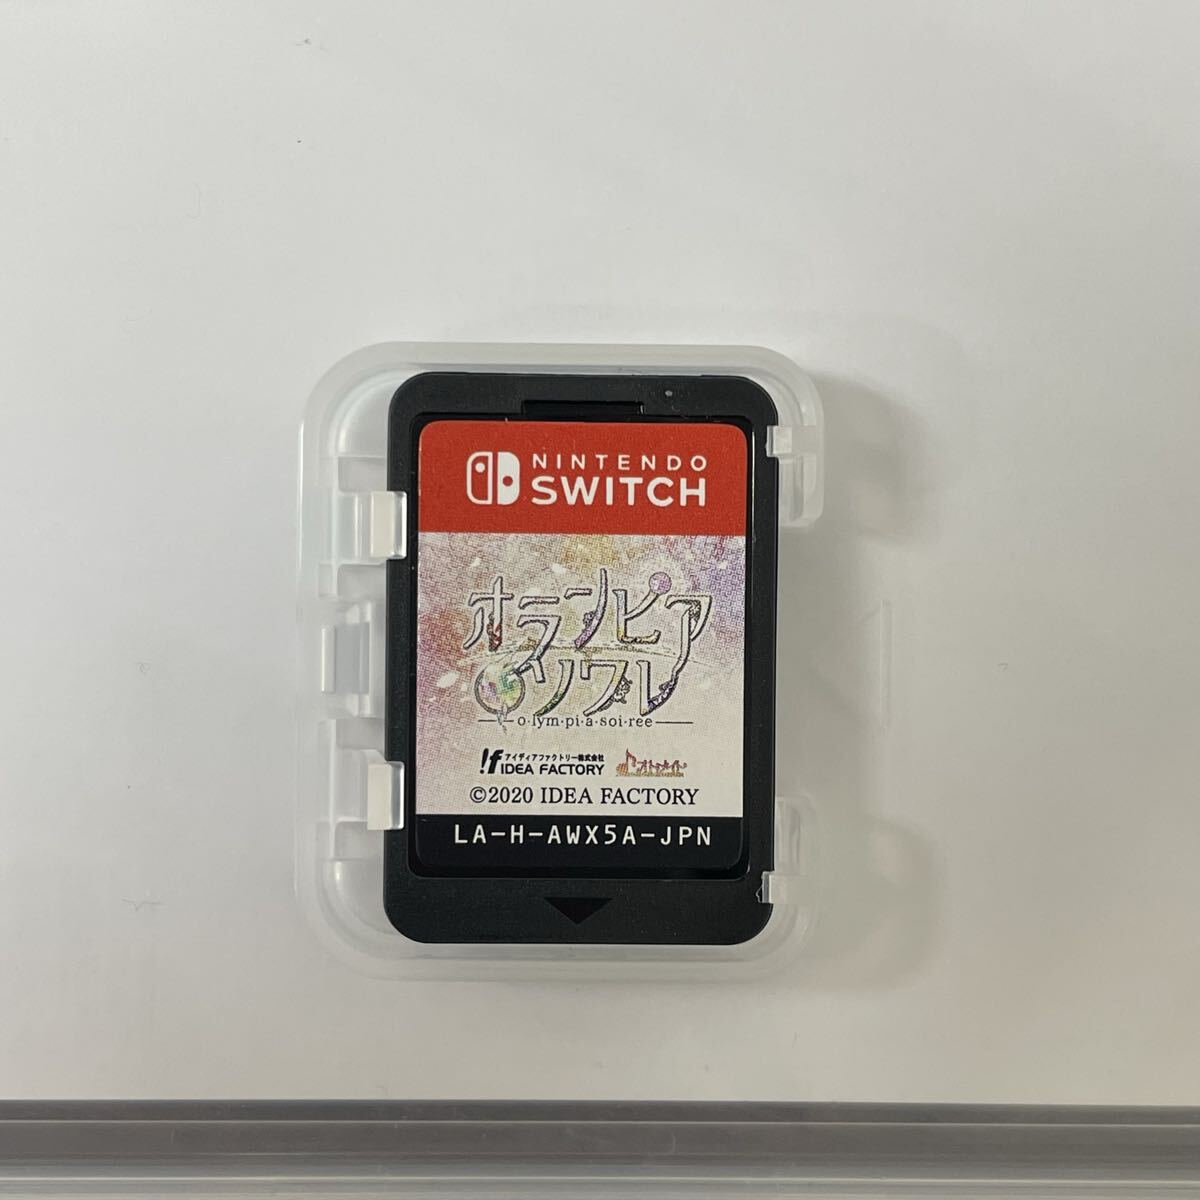 NINTENDO
SWITCH
オランピア
ソワレ
o·lym·pi·a·soi·ree
アイディアファクトリー株式会社
!f IDEA FACTORY
オトメイト
©2020 IDEA FACTORY
LA-H-AWX5A-JPN